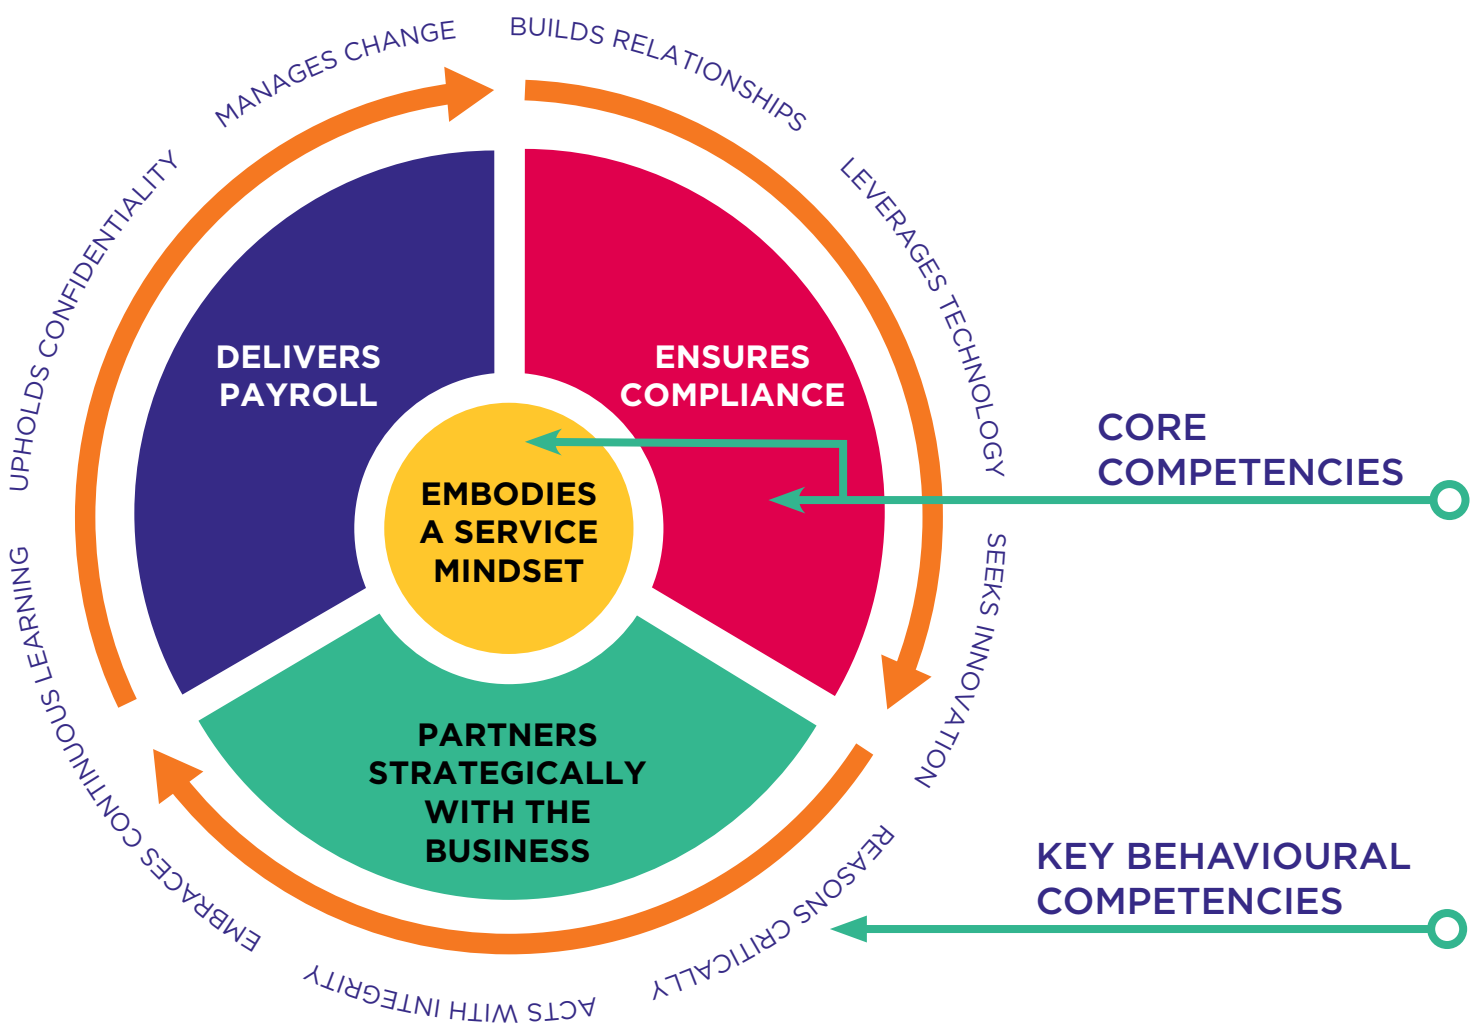 MANAGES CHANGE
BUILDS RELATIONSHIPS
LEVERAGES TECHNOLOGY
SEEKS INNOVATION
REASONS CRITICALLY
ACTS WITH INTEGRITY
EMBRACES CONTINUOUS LEARNING
UPHOLDS CONFIDENTIALITY
DELIVERS
PAYROLL
ENSURES
COMPLIANCE
EMBODIES
A SERVICE
MINDSET
PARTNERS
STRATEGICALLY
WITH THE
BUSINESS
CORE
COMPETENCIES
KEY BEHAVIOURAL
COMPETENCIES